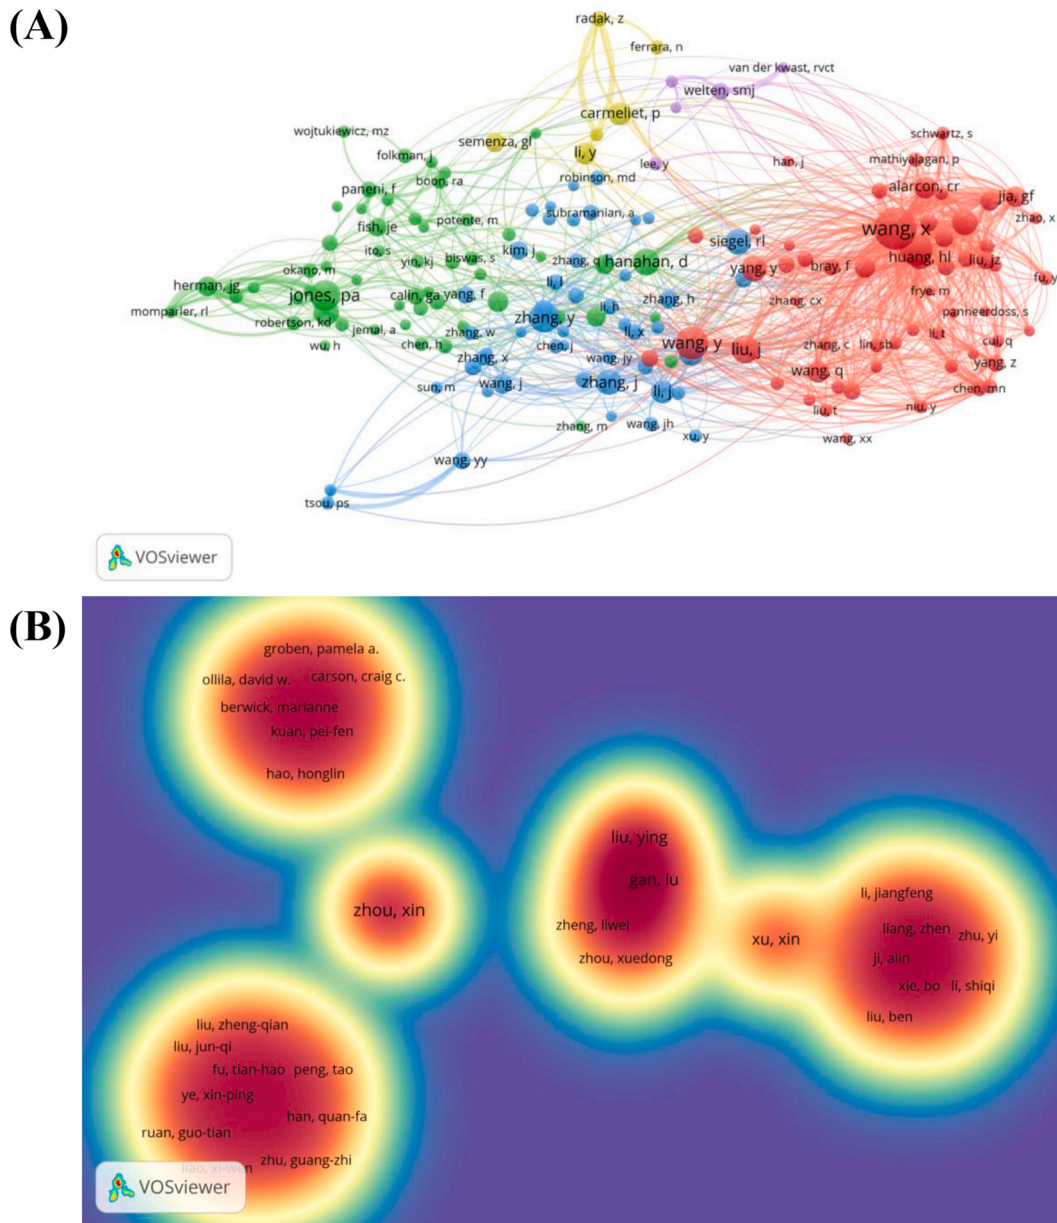 (A)
radak, z
ferrara, n
van der kwast, rvct
welten, smj
carmeliet, p
wojtukiewicz, mz
semenza, gl
schwartz, s
folkman, j
li, y
lee, y
han, j
mathiyalagan, p
boon, ra
robinson, md
paneni, f
alarcon, cr
jia, gf
fish, je
potente, m
subramanian, a
zhao, x
wang, x
ito, s
kim, j
siegel, rl
yin, kj
biswas, s
zhang, q
hanahan, d
huang, hl
liu, jz
okano, m
yang, y
bray, f
fu, y
herman, jg
li, l
frye, m
jones, pa
calin, ga
yang, f
zhang, h
zhang, cx
momparler, rl
li, h
panneerdoss, s
robertson, kd
jemal, a
zhang, y
zhang, w
li, x
li, t
wu, h
chen, h
chen, j
wang, y
liu, j
zhang, c
lin, sb
cui, q
zhang, x
wang, jy
yang, z
wang, q
sun, m
wang, j
zhang, j
li, j
chen, mn
liu, t
niu, y
zhang, m
wang, jh
xu, y
wang, xx
wang, yy
tsou, ps
VOSviewer
(B)
groben, pamela a.
ollila, david w.
carson, craig c.
berwick, marianne
kuan, pei-fen
hao, honglin
liu, ying
gan, lu
li, jiangfeng
zhou, xin
zheng, liwei
liang, zhen
zhu, yi
xu, xin
zhou, xuedong
ji, alin
xie, bo
li, shiqi
liu, ben
liu, zheng-qian
liu, jun-qi
fu, tian-hao
peng, tao
ye, xin-ping
han, quan-fa
ruan, guo-tian
zhu, guang-zhi
liao, xi-wen
VOSviewer